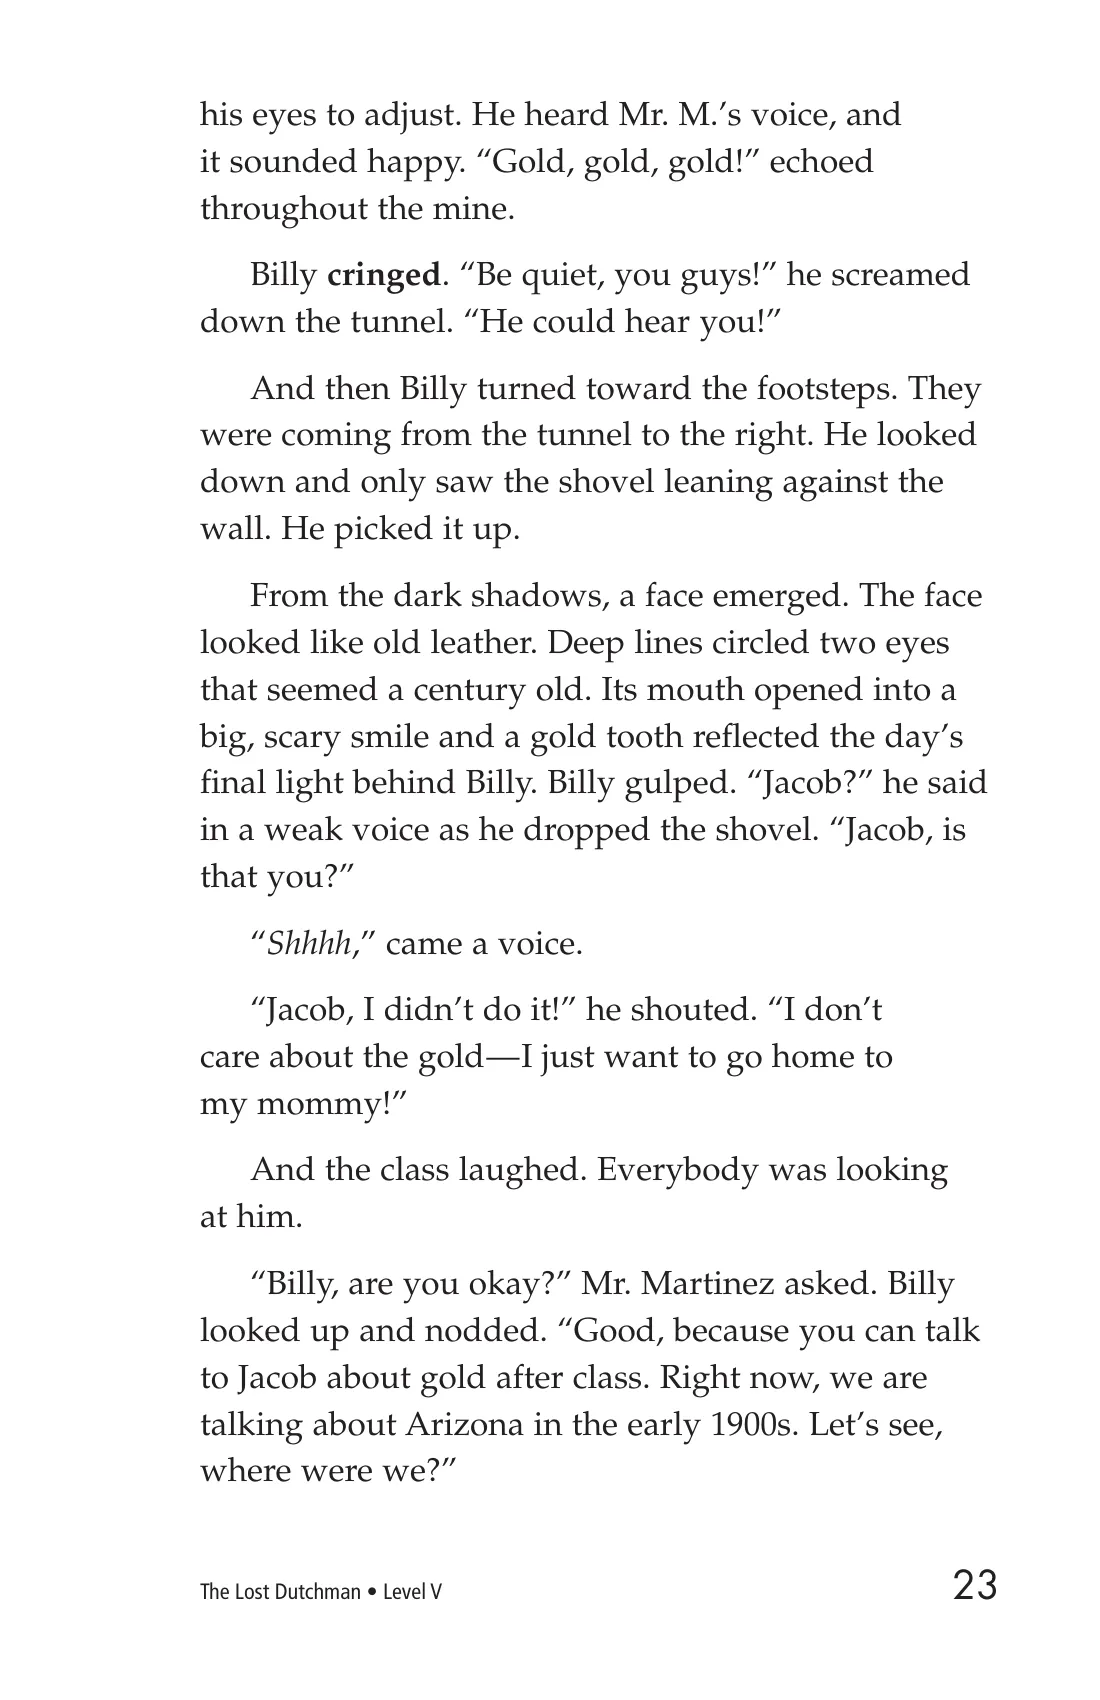 his eyes to adjust. He heard Mr. M.’s voice, and
it sounded happy. “Gold, gold, gold!” echoed
throughout the mine.
Billy cringed. “Be quiet, you guys!” he screamed
down the tunnel. “He could hear you!”
And then Billy turned toward the footsteps. They
were coming from the tunnel to the right. He looked
down and only saw the shovel leaning against the
wall. He picked it up.
From the dark shadows, a face emerged. The face
looked like old leather. Deep lines circled two eyes
that seemed a century old. Its mouth opened into a
big, scary smile and a gold tooth reflected the day’s
final light behind Billy. Billy gulped. “Jacob?” he said
in a weak voice as he dropped the shovel. “Jacob, is
that you?”
“Shhhh,” came a voice.
“Jacob, I didn’t do it!” he shouted. “I don’t
care about the gold—I just want to go home to
my mommy!”
And the class laughed. Everybody was looking
at him.
“Billy, are you okay?” Mr. Martinez asked. Billy
looked up and nodded. “Good, because you can talk
to Jacob about gold after class. Right now, we are
talking about Arizona in the early 1900s. Let’s see,
where were we?”
The Lost Dutchman • Level V
23